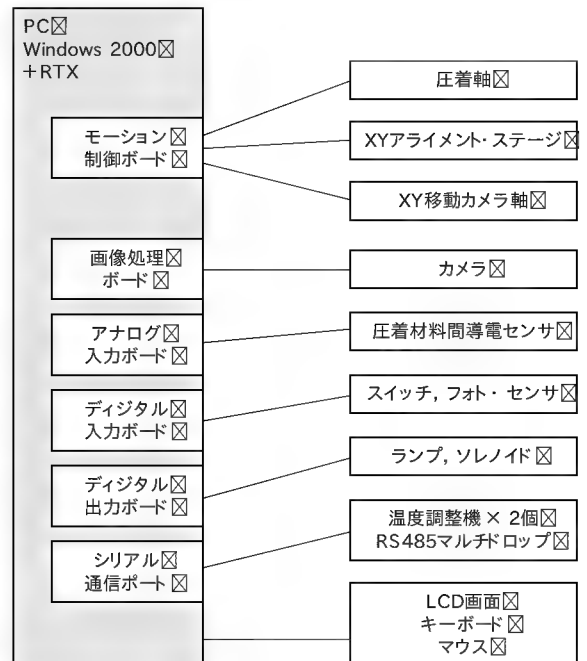 PC
Windows 2000
+RTX
モーション
制御ボード
画像処理
ボード
アナログ
入力ボード
ディジタル
入力ボード
ディジタル
出力ボード
シリアル
通信ポート
圧着軸
XYアライメント・ステージ
XY移動カメラ軸
カメラ
圧着材料間導電センサ
スイッチ, フォト・センサ
ランプ, ソレノイド
温度調整機×2個
RS485マルチドロップ
LCD画面
キーボード
マウス